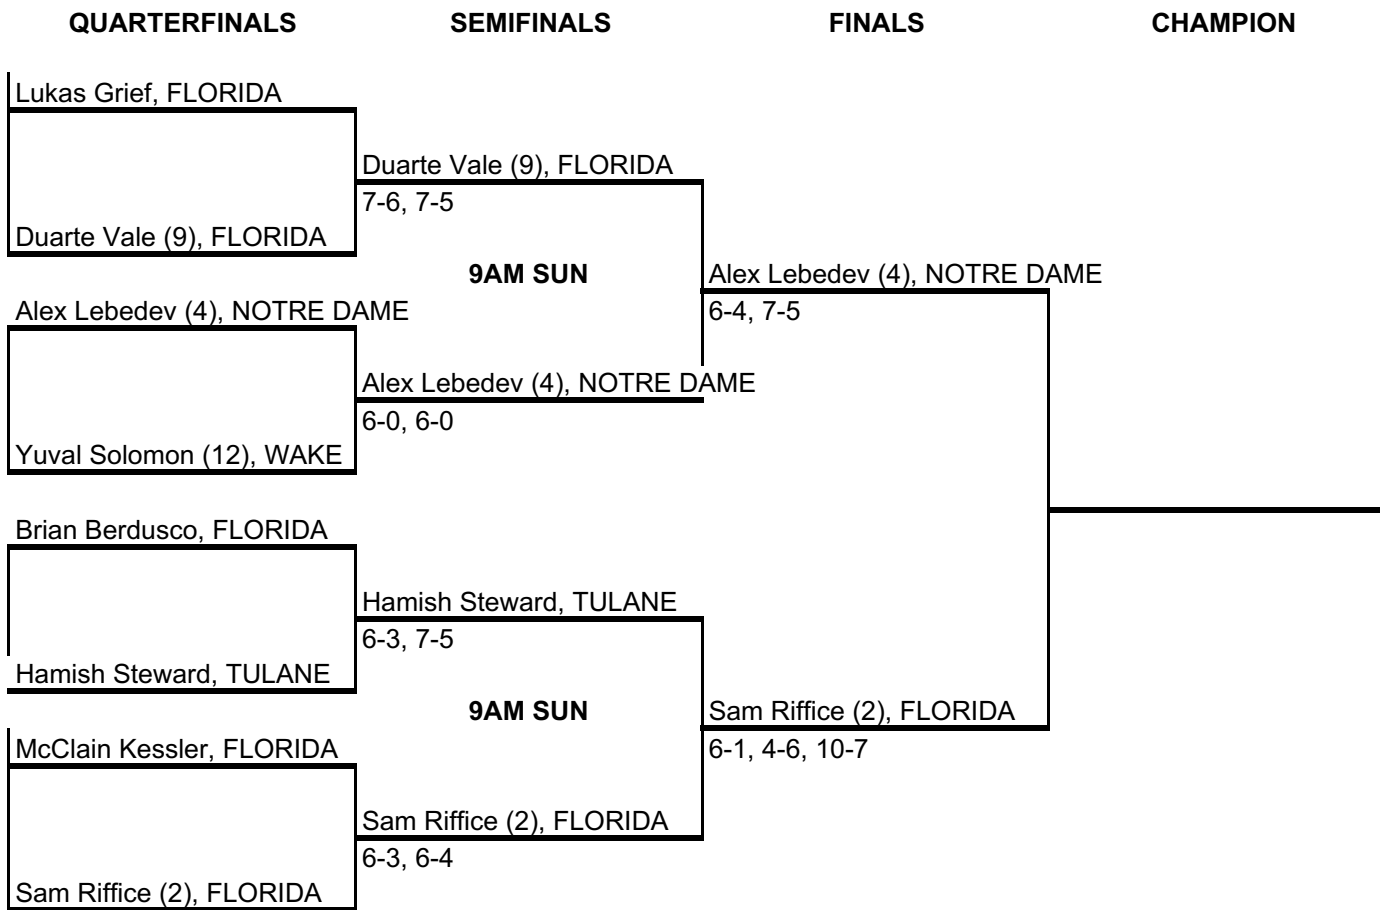 QUARTERFINALS SEMIFINALS FINALS CHAMPION
Lukas Grief, FLORIDA
Duarte Vale (9), FLORIDA
7-6, 7-5
Duarte Vale (9), FLORIDA
9AM SUN
Alex Lebedev (4), NOTRE DAME
6-4, 7-5
Alex Lebedev (4), NOTRE DAME
Alex Lebedev (4), NOTRE DAME
6-0, 6-0
Yuval Solomon (12), WAKE
Brian Berdusco, FLORIDA
Hamish Steward, TULANE
6-3, 7-5
Hamish Steward, TULANE
9AM SUN
Sam Riffice (2), FLORIDA
6-1, 4-6, 10-7
McClain Kessler, FLORIDA
Sam Riffice (2), FLORIDA
6-3, 6-4
Sam Riffice (2), FLORIDA